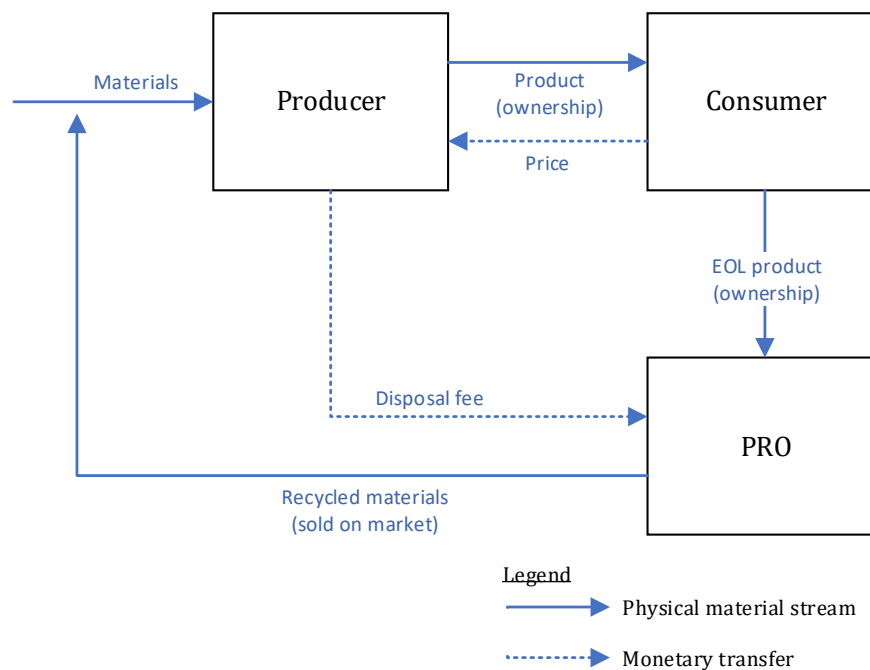 Materials
Producer
Product
(ownership)
Price
Consumer
EOL product
(ownership)
Disposal fee
PRO
Recycled materials
(sold on market)
Legend
Physical material stream
Monetary transfer